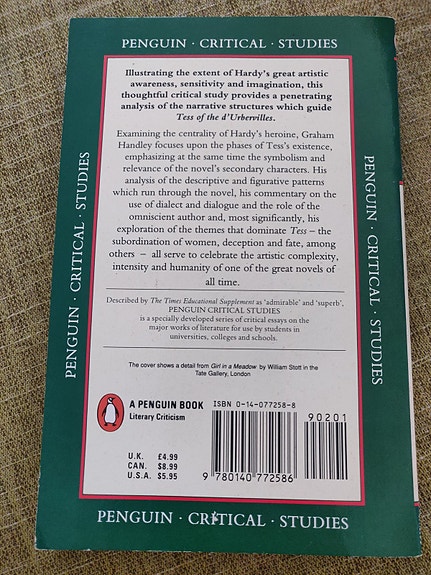 PENGUIN · CRITICAL · STUDIES
Illustrating the extent of Hardy's great artistic
awareness, sensitivity and imagination, this
thoughtful critical study provides a penetrating
analysis of the narrative structures which guide
Tess of the d'Urbervilles.
Examining the centrality of Hardy's heroine, Graham
Handley focuses upon the phases of Tess's existence,
emphasizing at the same time the symbolism and
relevance of the novel's secondary characters. His
analysis of the descriptive and figurative patterns
which run through the novel, his commentary on the
use of dialect and dialogue and the role of the
omniscient author and, most significantly, his
exploration of the themes that dominate Tess – the
subordination of women, deception and fate, among
others – all serve to celebrate the artistic complexity,
intensity and humanity of one of the great novels of
all time.
Described by The Times Educational Supplement as 'admirable' and 'superb',
PENGUIN CRITICAL STUDIES
is a specially developed series of critical essays on the
major works of literature for use by students in
universities, colleges and schools.
The cover shows a detail from Girl in a Meadow by William Stott in the
Tate Gallery, London
A PENGUIN BOOK
Literary Criticism
U.K. £4.99
CAN. $8.99
U.S.A. $5.95
ISBN 0-14-077258-8
90201
9 780140 772586
PENGUIN · CRITICAL · STUDIES
PENGUIN · CRITICAL · STUDIES
PENGUIN · CRITICAL · STUDIES